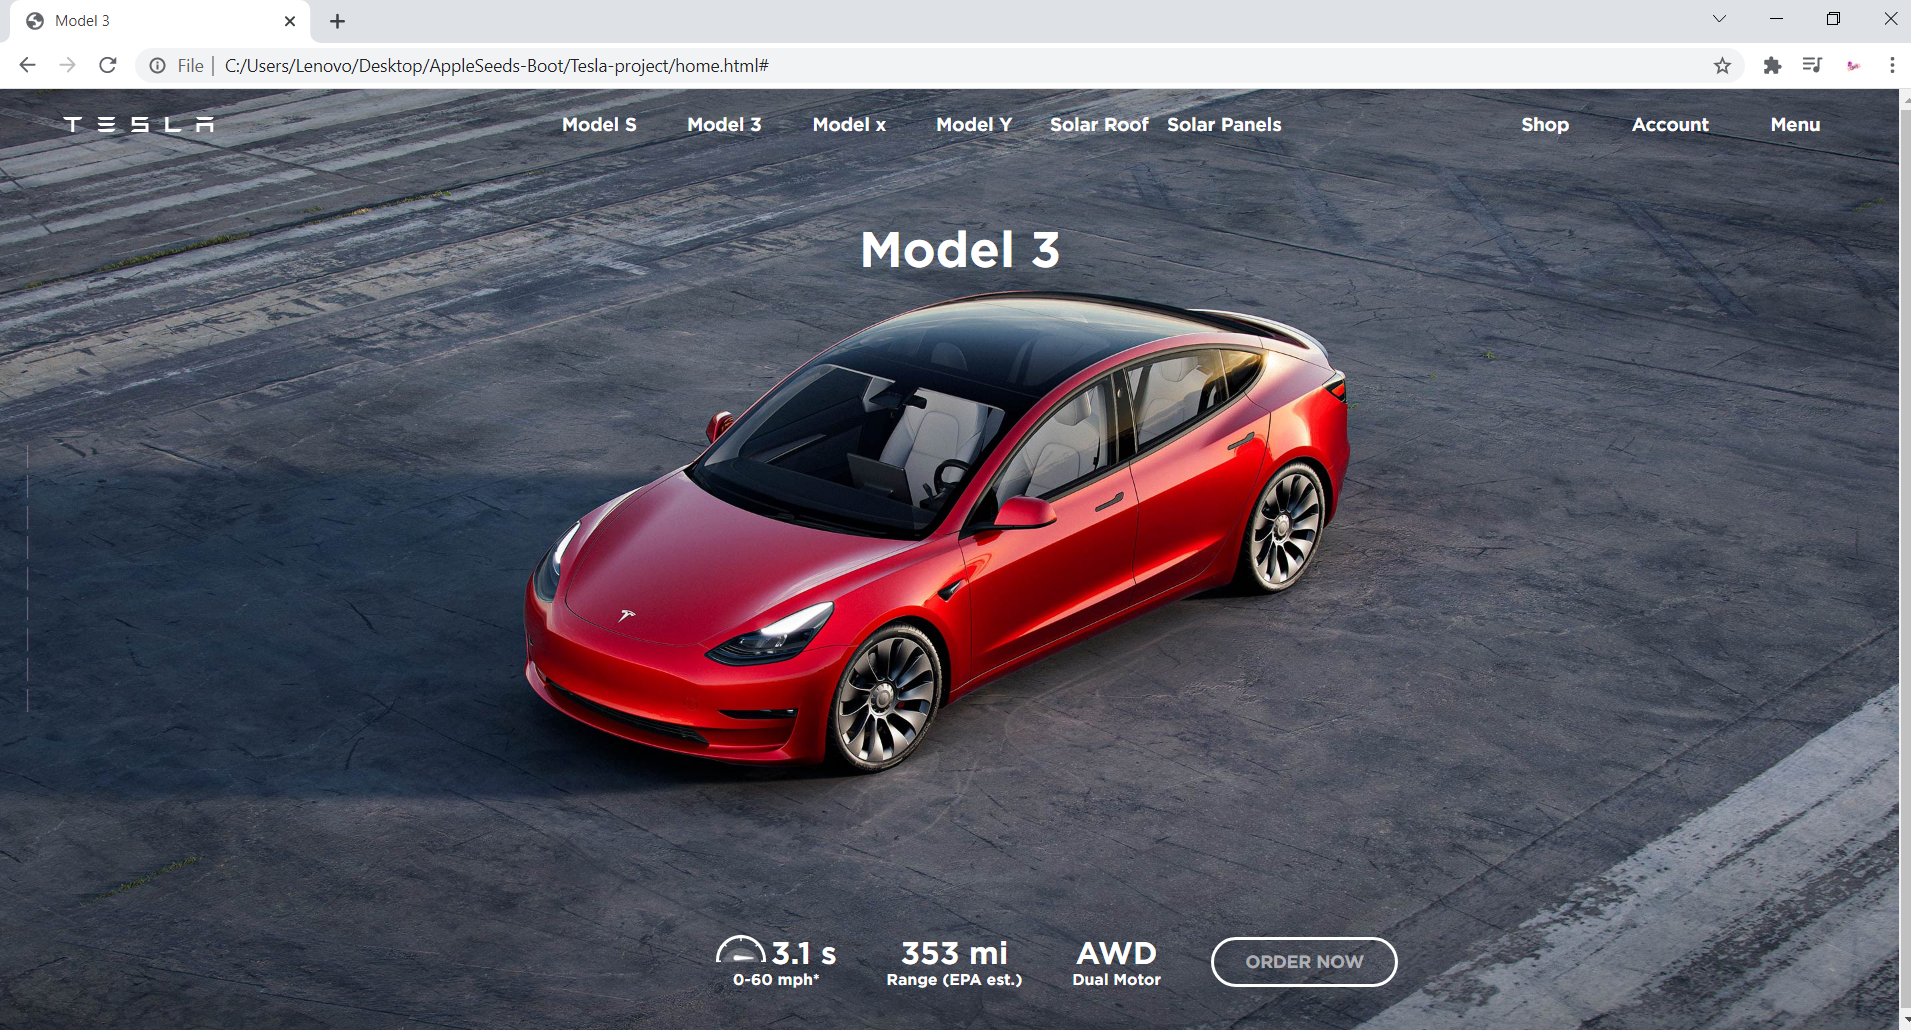 Model 3
File | C:/Users/Lenovo/Desktop/AppleSeeds-Boot/Tesla-project/home.html#
TESLA Model S Model 3 Model x Model Y Solar Roof Solar Panels Shop Account Menu
Model 3
3.1 s 353 mi AWD ORDER NOW
0-60 mph* Range (EPA est.) Dual Motor